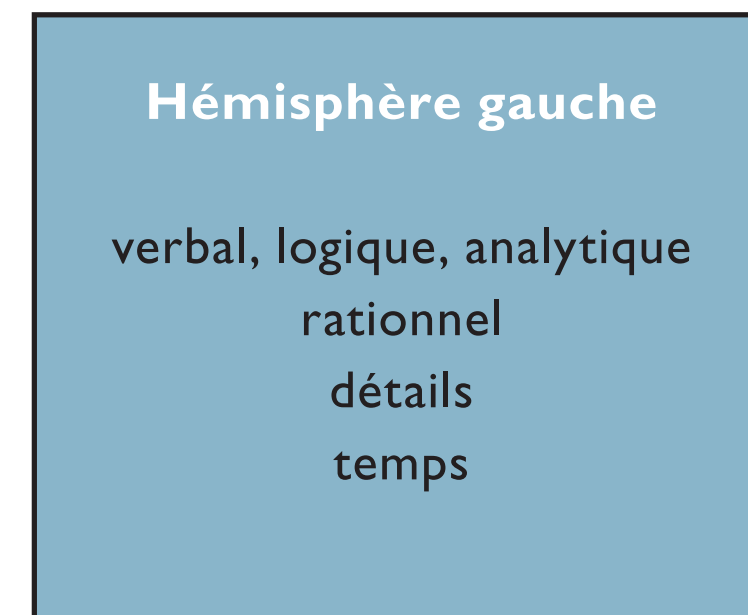 Hémisphère gauche
verbal, logique, analytique
rationnel
détails
temps